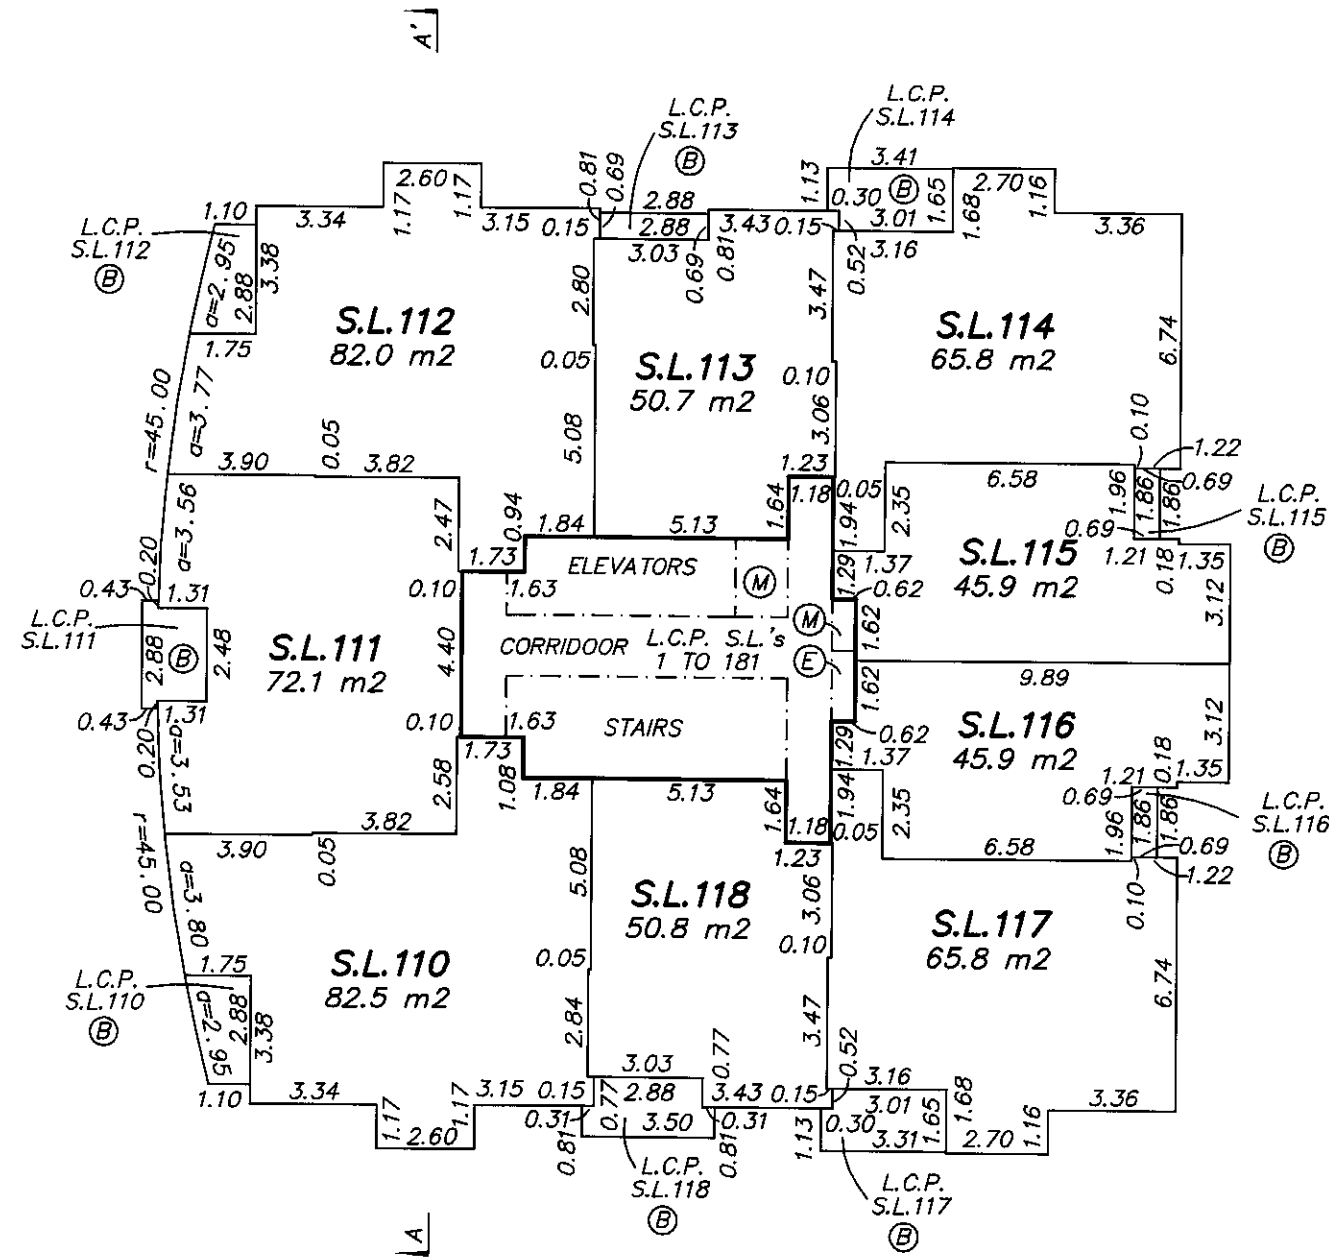 A'
L.C.P.
S.L.113
B
L.C.P.
S.L.114
3.41
B
1.13
0.30
3.01
1.65
3.16
0.15
0.52
1.68
2.70
1.16
3.36
2.60
1.17
1.17
3.34
3.15
0.15
0.81
0.69
2.88
2.88
3.03
0.69
0.81
3.43
1.10
L.C.P.
S.L.112
B
a=2.95
2.88
3.38
1.75
S.L.112
82.0 m2
2.80
0.05
5.08
S.L.113
50.7 m2
3.47
0.10
3.06
S.L.114
65.8 m2
6.74
r=45.00
a=3.77
3.90
0.05
3.82
1.23
1.18
0.05
1.64
1.94
2.35
6.58
0.10
1.22
0.69
1.96
1.86
1.86
L.C.P.
S.L.115
B
0.69
1.21
0.18
1.35
a=3.56
2.47
0.94
1.84
5.13
1.73
1.63
ELEVATORS
M
1.29
1.37
0.62
S.L.115
45.9 m2
3.12
0.20
0.43
1.31
L.C.P.
S.L.111
2.88
B
2.48
S.L.111
72.1 m2
0.10
4.40
0.10
CORRIDOOR
L.C.P. S.L.'s
1 TO 181
M
E
1.62
1.62
9.89
0.43
1.31
0.20
1.63
1.73
STAIRS
1.29
0.62
1.37
S.L.116
45.9 m2
3.12
a=3.53
2.58
1.08
1.84
5.13
1.64
1.18
1.23
1.94
0.05
2.35
6.58
1.21
0.18
1.35
0.69
1.96
1.86
1.86
L.C.P.
S.L.116
B
0.69
1.22
0.10
r=45.00
3.90
0.05
3.82
a=3.80
1.75
L.C.P.
S.L.110
B
a=2.95
2.88
3.38
1.10
S.L.110
82.5 m2
5.08
0.05
2.84
S.L.118
50.8 m2
3.06
0.10
3.47
S.L.117
65.8 m2
6.74
3.34
1.17
2.60
1.17
3.15
0.15
0.31
0.81
3.03
2.88
0.77
0.77
3.50
3.43
0.31
0.81
0.15
0.52
3.16
3.01
1.65
1.68
1.13
0.30
3.31
2.70
1.16
3.36
L.C.P.
S.L.118
B
L.C.P.
S.L.117
B
A